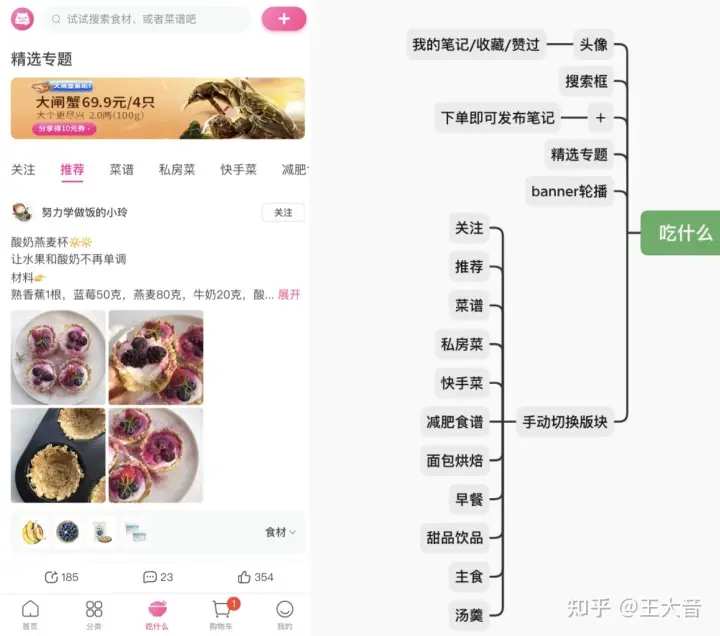 试试搜索食材、或者菜谱吧
+
精选专题
大闸蟹69.9元/4只
大个更尽兴 2.0两(100g)
分享得10元券
关注 推荐 菜谱 私房菜 快手菜 减肥
努力学做饭的小玲
关注
酸奶燕麦杯🔆🔆
让水果和酸奶不再单调
材料👉
熟香蕉1根，蓝莓50克，燕麦80克，牛奶20克，酸... 展开
食材
185 23 354
1
首页 分类 吃什么 购物车 我的
我的笔记/收藏/赞过 头像
搜索框
下单即可发布笔记 +
精选专题
banner轮播
吃什么
关注
推荐
菜谱
私房菜
快手菜
减肥食谱 手动切换版块
面包烘焙
早餐
甜品饮品
主食
汤羹
知乎 @王大音